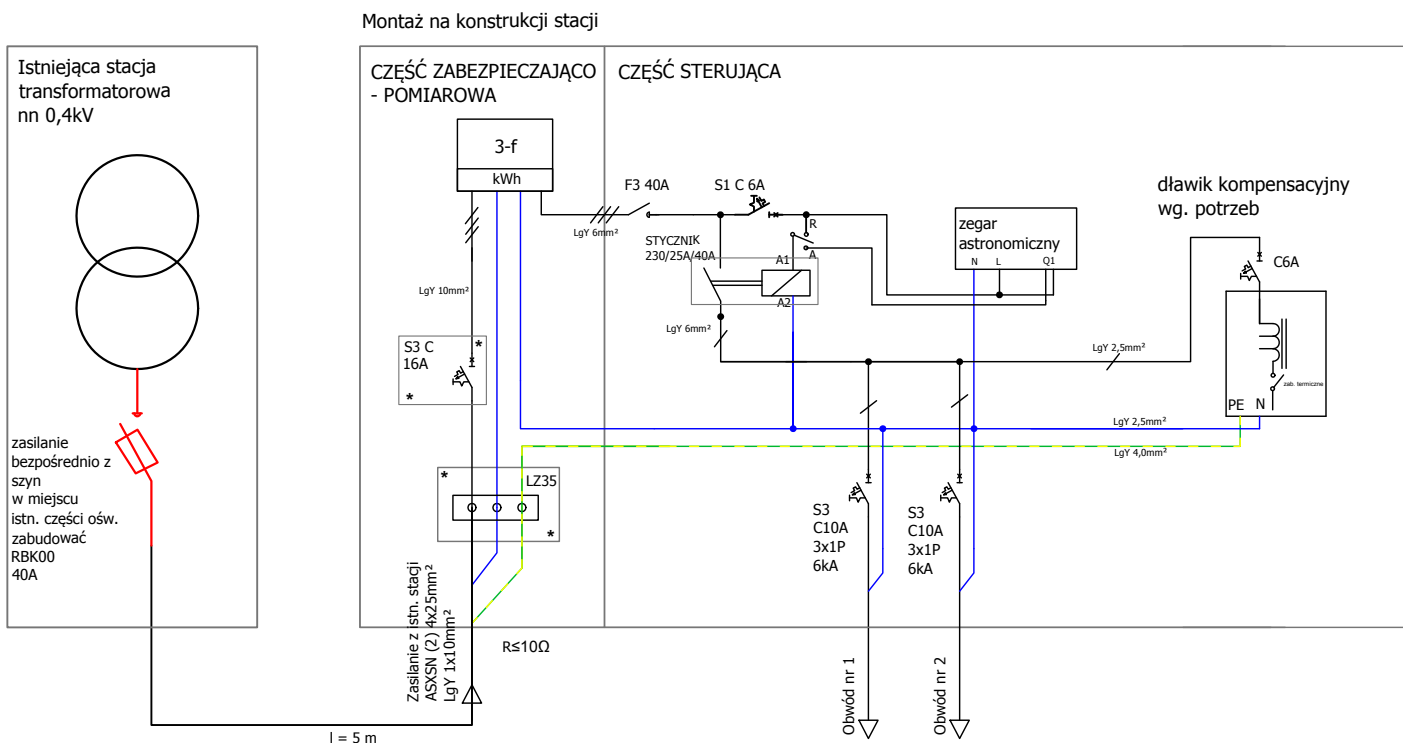 Montaż na konstrukcji stacji
Istniejąca stacja
transformatorowa
nn 0,4kV
zasilanie
bezpośrednio z
szyn
w miejscu
istn. części ośw.
zabudować
RBK00
40A
l = 5 m
CZĘŚĆ ZABEZPIECZAJĄCO
- POMIAROWA
3-f
kWh
LgY 10mm²
S3 C
16A
*
*
*
LZ35
*
Zasilanie z istn. stacji
ASXSN (2) 4x25mm²
LgY 1x10mm²
R≤10Ω
CZĘŚĆ STERUJĄCA
LgY 6mm²
F3 40A
S1 C 6A
STYCZNIK
230/25A/40A
R
A
A1
A2
LgY 6mm²
zegar
astronomiczny
N L Q1
dławik kompensacyjny
wg. potrzeb
C6A
zab. termiczne
PE N
LgY 2,5mm²
LgY 2,5mm²
LgY 4,0mm²
S3
C10A
3x1P
6kA
S3
C10A
3x1P
6kA
Obwód nr 1
Obwód nr 2